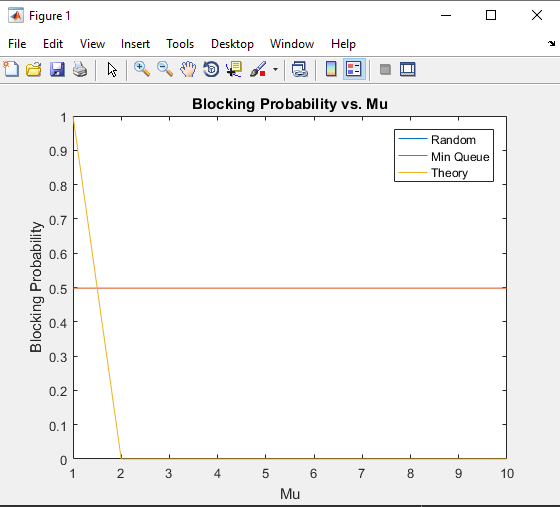 Figure 1
File Edit View Insert Tools Desktop Window Help
Blocking Probability vs. Mu
Random
Min Queue
Theory
Blocking Probability
1
0.9
0.8
0.7
0.6
0.5
0.4
0.3
0.2
0.1
0
1 2 3 4 5 6 7 8 9 10
Mu